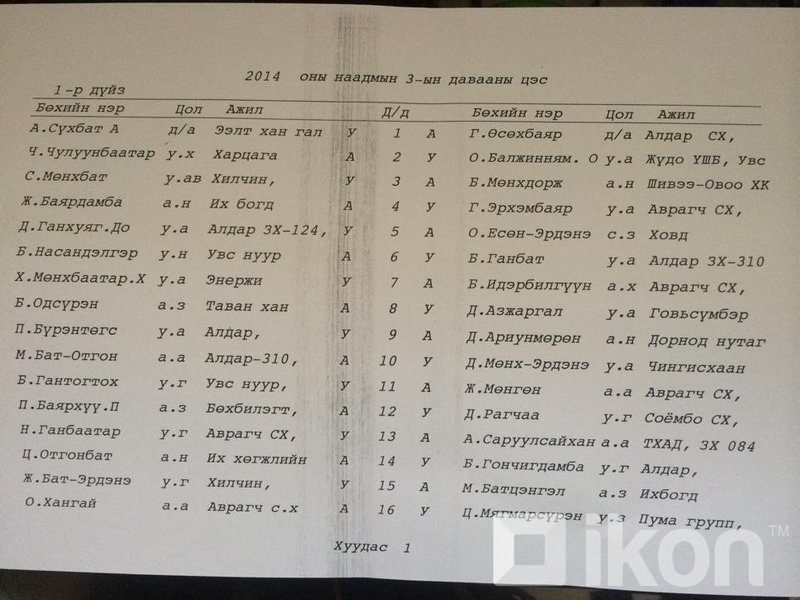 2014 оны наадмын 3-ын давааны цэс
1-р дүйз
Бөхийн нэр Цол Ажил Д/д Бөхийн нэр Цол Ажил
А.Сүхбат А д/а Ээлт хан гал У 1 А Г.Өсөхбаяр д/а Алдар СХ,
Ч.Чулуунбаатар у.х Харцага А 2 У О.Балжинням. О у.а Жүдо ҮШБ, Увс
С.Мөнхбат у.ав Хилчин, У 3 А Б.Мөнхдорж а.н Шивээ-Овоо ХК
Ж.Баярдамба а.н Их богд А 4 У Г.Эрхэмбаяр у.а Аврагч СХ,
Д.Ганхуяг.До у.а Алдар ЗХ-124, У 5 А О.Есөн-Эрдэнэ с.з Ховд
Б.Насандэлгэр у.н Увс нуур А 6 У Б.Ганбат у.а Алдар ЗХ-310
Х.Мөнхбаатар.Х у.а Энержи У 7 А Б.Идэрбилгүүн а.х Аврагч СХ,
Б.Одсүрэн а.з Таван хан А 8 У Д.Азжаргал у.а Говьсүмбэр
П.Бүрэнтөгс у.а Алдар, У 9 А Д.Ариунмөрөн а.н Дорнод нутаг
М.Бат-Отгон а.а Алдар-310, А 10 У Д.Мөнх-Эрдэнэ у.а Чингисхаан
Б.Гантогтох у.г Увс нуур, У 11 А Ж.Мөнгөн а.а Аврагч СХ,
П.Баярхүү.П а.з Бөхбилэгт, А 12 У Д.Рагчаа у.г Соёмбо СХ,
Н.Ганбаатар у.г Аврагч СХ, У 13 А А.Саруулсайхан а.а ТХАД, ЗХ 084
Ц.Отгонбат а.н Их хөгжлийн А 14 У Б.Гончигдамба у.г Алдар,
Ж.Бат-Эрдэнэ у.г Хилчин, У 15 А М.Батцэнгэл а.з Ихбогд
О.Хангай а.а Аврагч с.х А 16 У Ц.Мягмарсүрэн у.з Пума групп,
Хуудас 1
ikon TM